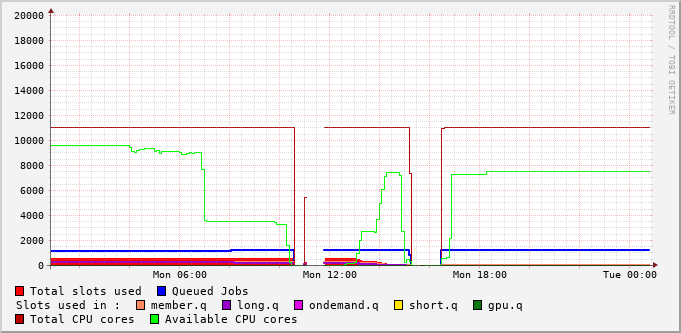 RRDTOOL / TOBI OETIKER
20000
18000
16000
14000
12000
10000
8000
6000
4000
2000
0
Mon 06:00 Mon 12:00 Mon 18:00 Tue 00:00
Total slots used Queued Jobs
Slots used in : member.q long.q ondemand.q short.q gpu.q
Total CPU cores Available CPU cores